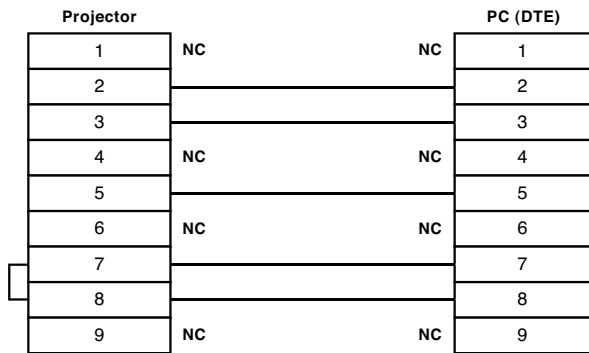 Projector PC (DTE)
1 NC NC 1
2 2
3 3
4 NC NC 4
5 5
6 NC NC 6
7 7
8 8
9 NC NC 9